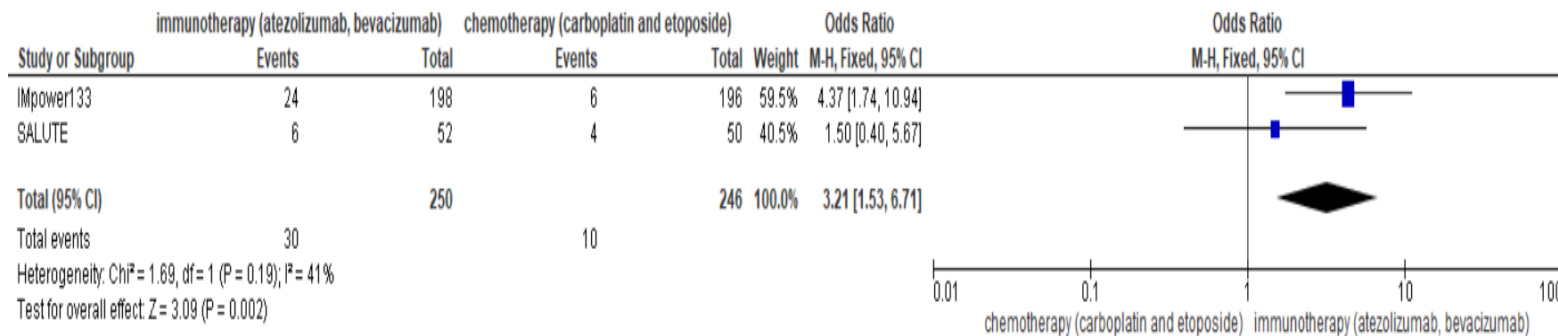 immunotherapy (atezolizumab, bevacizumab) chemotherapy (carboplatin and etoposide) Odds Ratio Odds Ratio
Study or Subgroup Events Total Events Total Weight M-H, Fixed, 95% CI M-H, Fixed, 95% CI
IMpower133 24 198 6 196 59.5% 4.37 [1.74, 10.94]
SALUTE 6 52 4 50 40.5% 1.50 [0.40, 5.67]
Total (95% CI) 250 246 100.0% 3.21 [1.53, 6.71]
Total events 30 10
Heterogeneity: Chi² = 1.69, df = 1 (P = 0.19); I² = 41%
Test for overall effect: Z = 3.09 (P = 0.002)
0.01 0.1 1 10 100
chemotherapy (carboplatin and etoposide) immunotherapy (atezolizumab, bevacizumab)